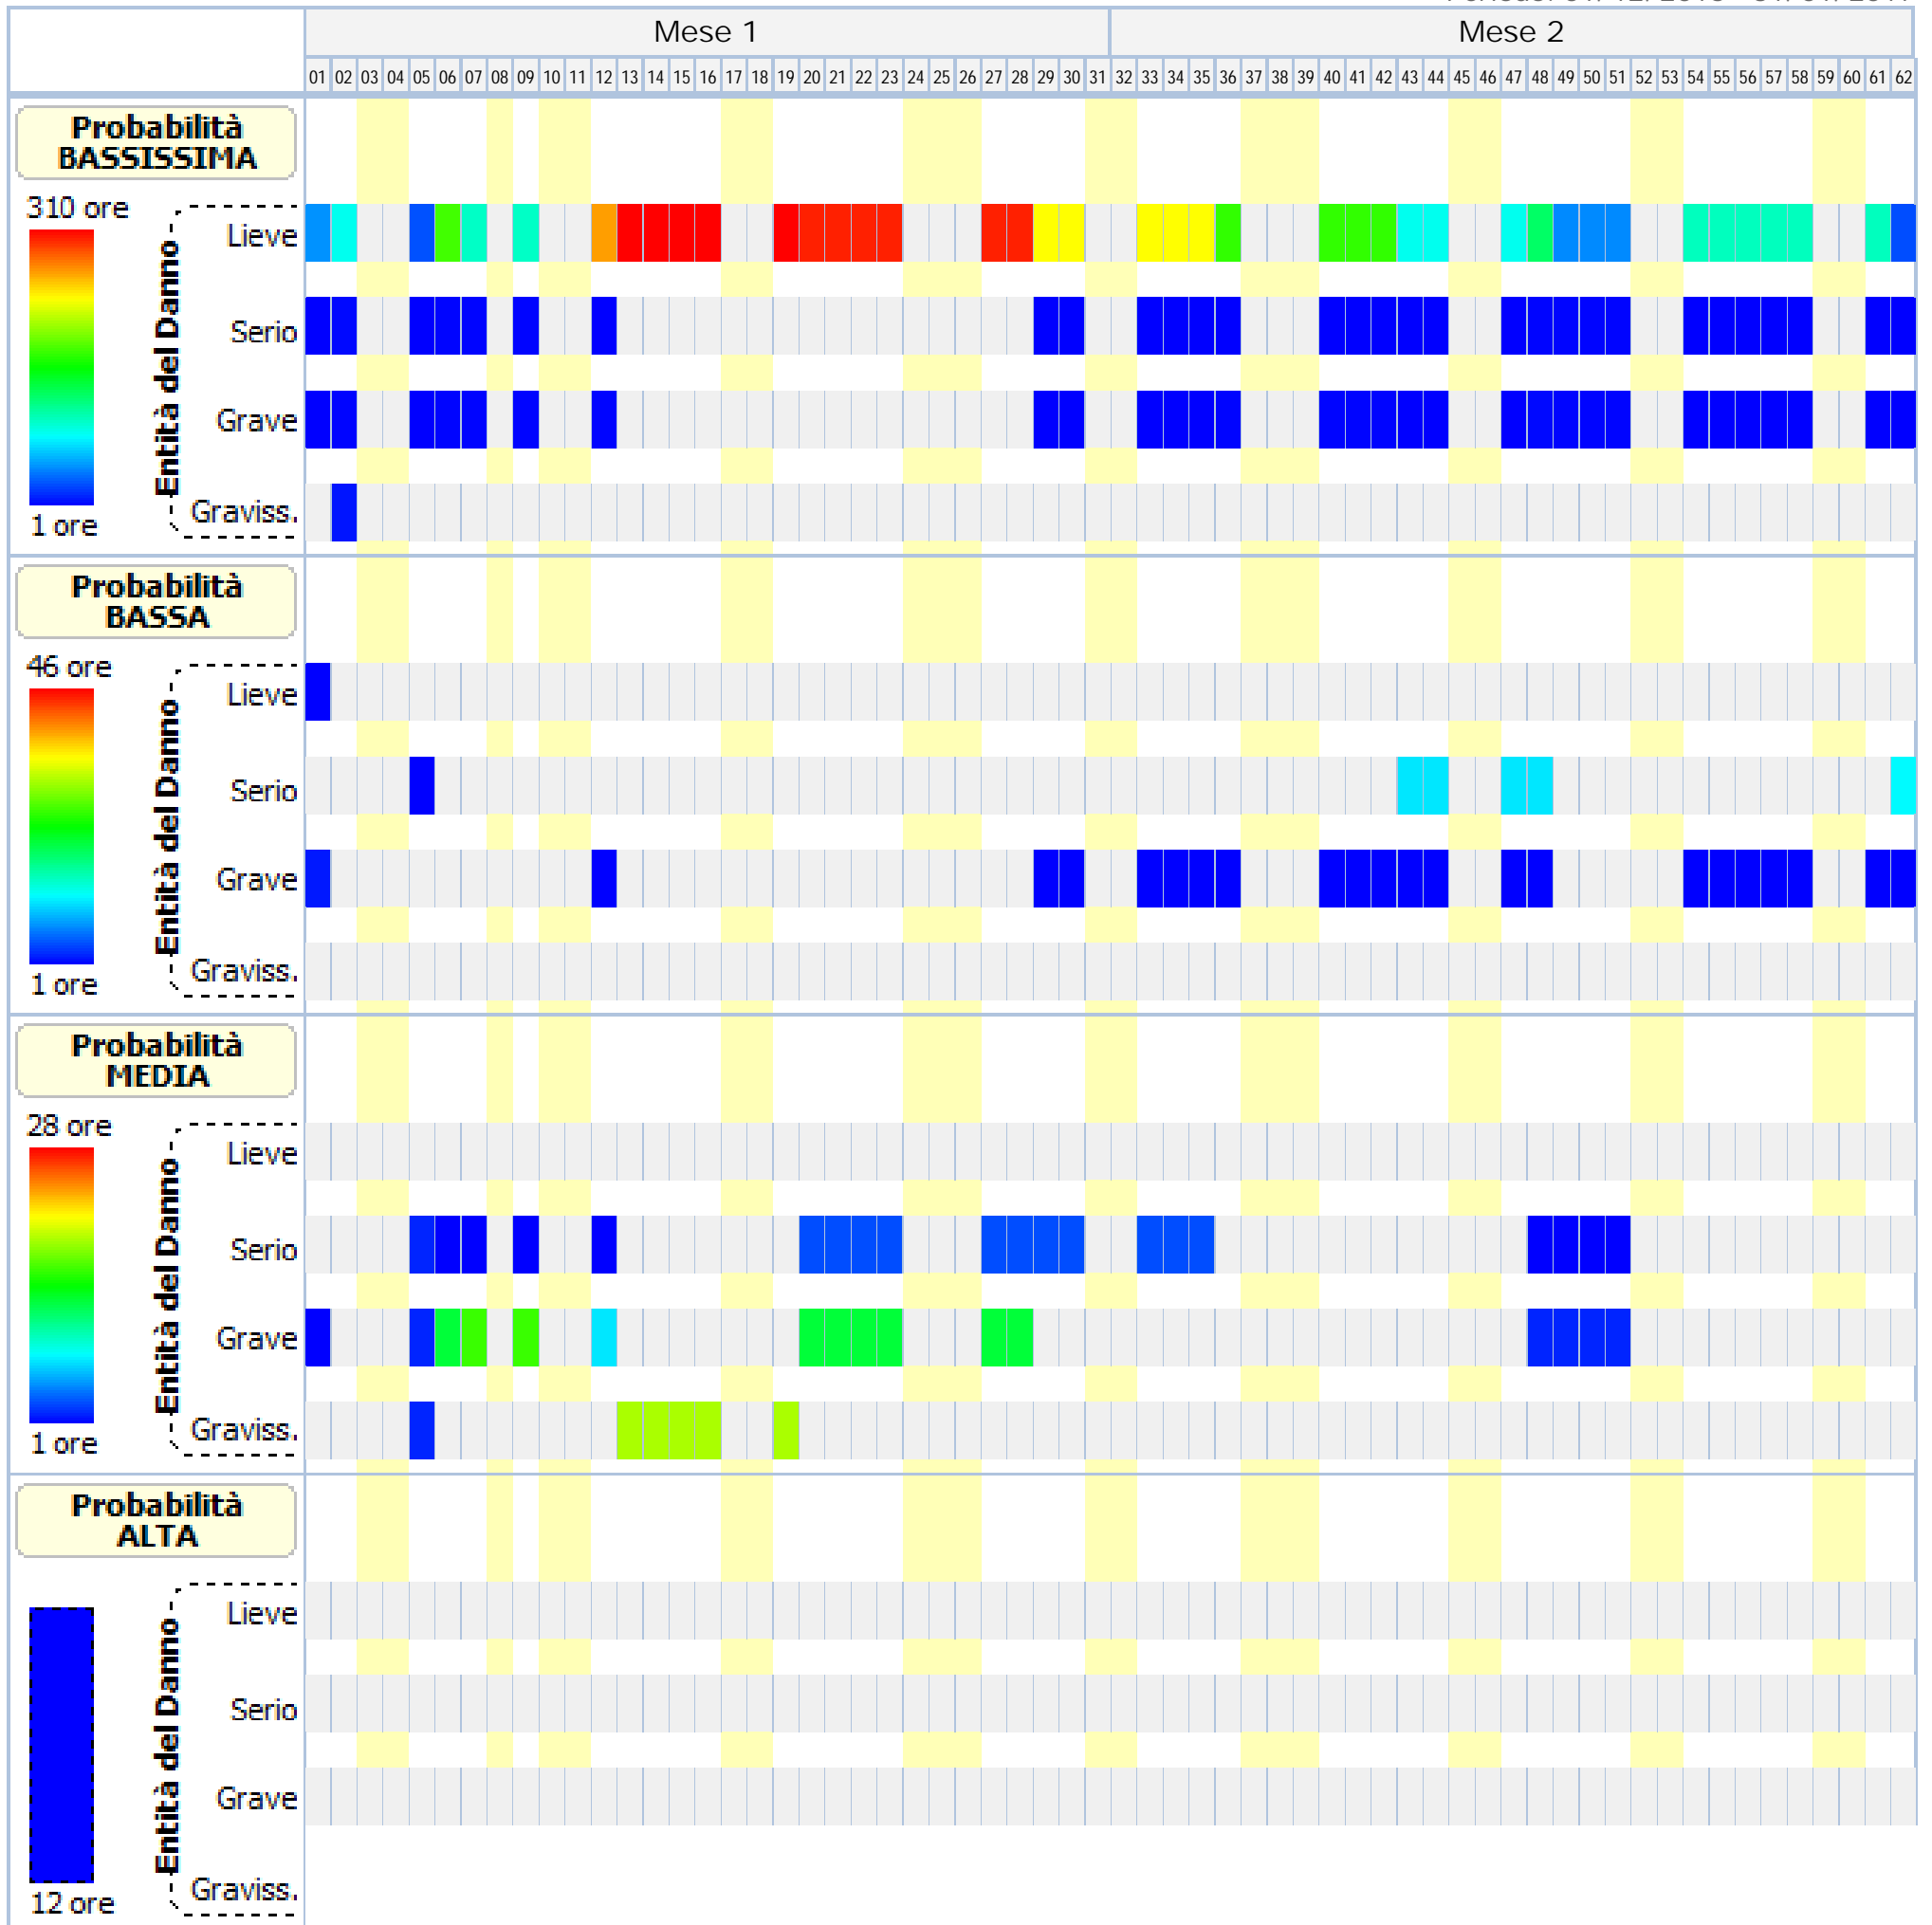 Mese 1 Mese 2
01 02 03 04 05 06 07 08 09 10 11 12 13 14 15 16 17 18 19 20 21 22 23 24 25 26 27 28 29 30 31 32 33 34 35 36 37 38 39 40 41 42 43 44 45 46 47 48 49 50 51 52 53 54 55 56 57 58 59 60 61 62
Probabilità
BASSISSIMA
310 ore
Entità del Danno
Lieve
Serio
Grave
Graviss.
1 ore
Probabilità
BASSA
46 ore
Entità del Danno
Lieve
Serio
Grave
Graviss.
1 ore
Probabilità
MEDIA
28 ore
Entità del Danno
Lieve
Serio
Grave
Graviss.
1 ore
Probabilità
ALTA
Entità del Danno
Lieve
Serio
Grave
Graviss.
12 ore